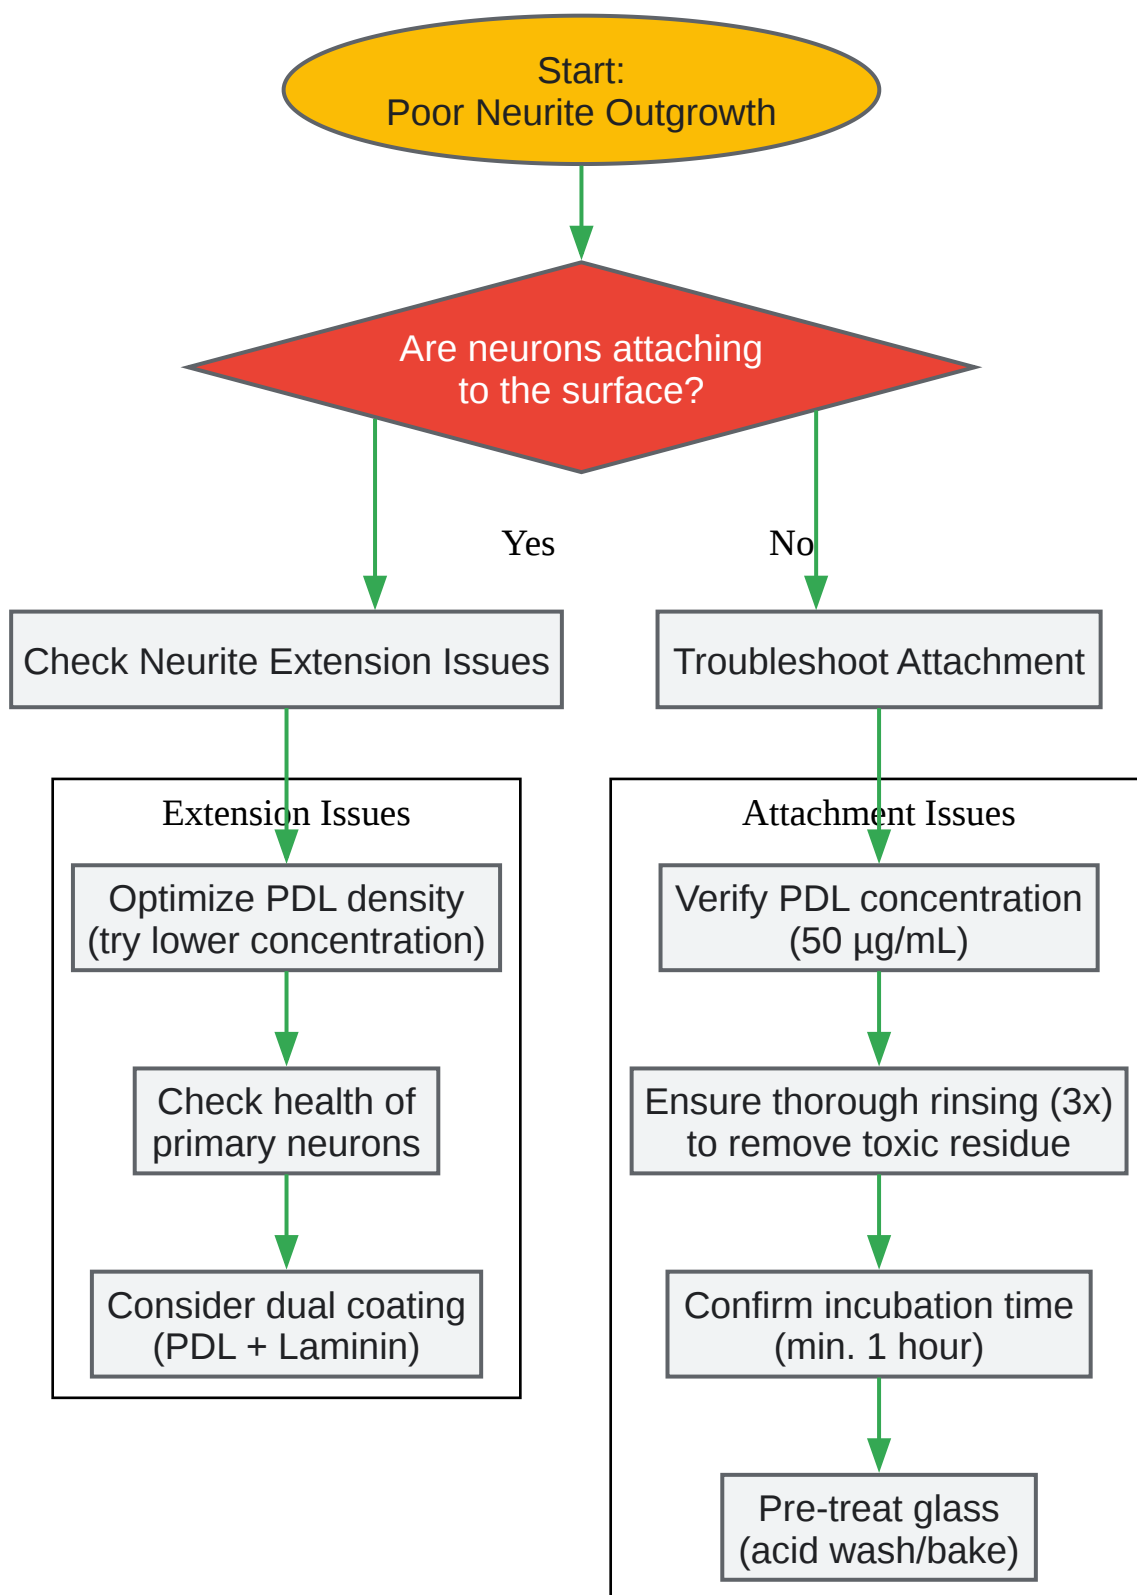 Start:
Poor Neurite Outgrowth
Are neurons attaching
to the surface?
Yes
No
Check Neurite Extension Issues
Troubleshoot Attachment
Extension Issues
Optimize PDL density
(try lower concentration)
Check health of
primary neurons
Consider dual coating
(PDL + Laminin)
Attachment Issues
Verify PDL concentration
(50 µg/mL)
Ensure thorough rinsing (3x)
to remove toxic residue
Confirm incubation time
(min. 1 hour)
Pre-treat glass
(acid wash/bake)